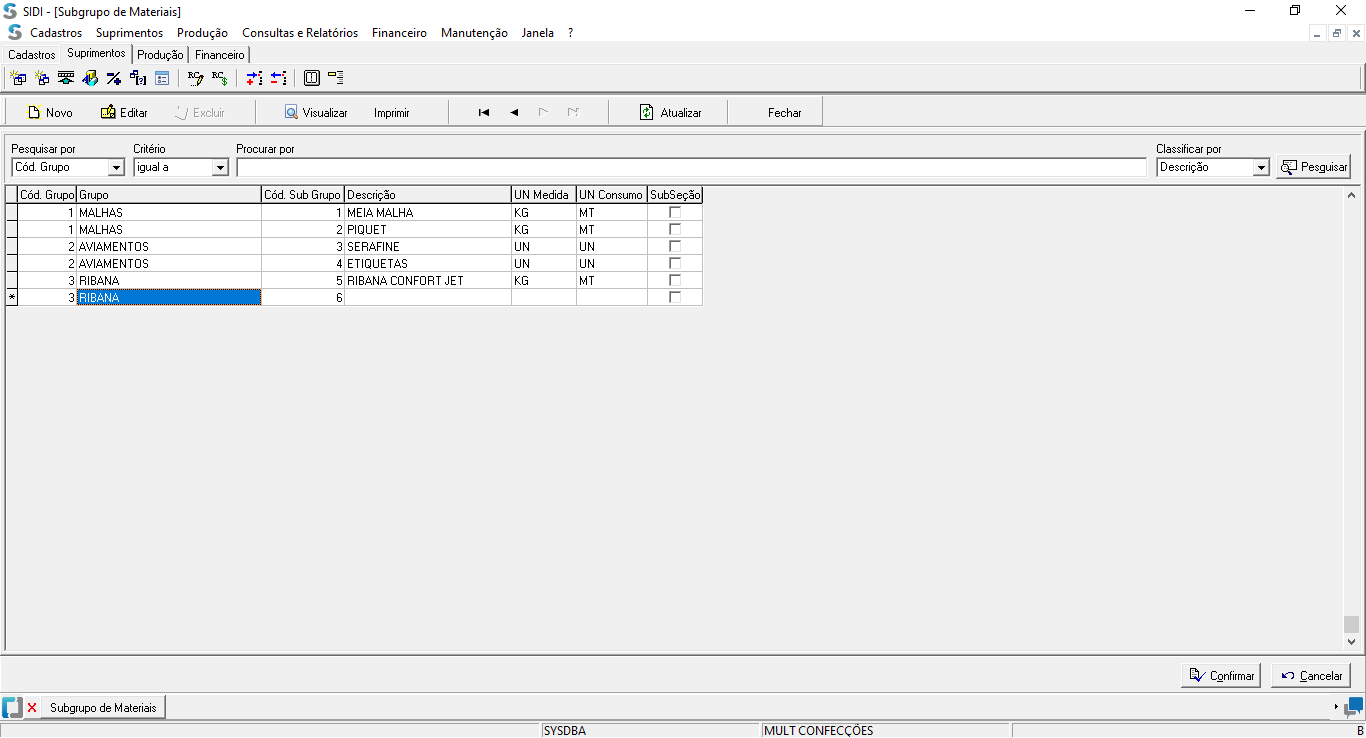 SIDI - [Subgrupo de Materiais]
Cadastros Suprimentos Produção Consultas e Relatórios Financeiro Manutenção Janela ?
Cadastros Suprimentos Produção Financeiro
Novo Editar Excluir Visualizar Imprimir Atualizar Fechar
Pesquisar por Critério Procurar por Classificar por
Cód. Grupo igual a Descrição Pesquisar
Cód. Grupo Grupo Cód. Sub Grupo Descrição UN Medida UN Consumo SubSeção
1 MALHAS 1 MEIA MALHA KG MT
1 MALHAS 2 PIQUET KG MT
2 AVIAMENTOS 3 SERAFINE UN UN
2 AVIAMENTOS 4 ETIQUETAS UN UN
3 RIBANA 5 RIBANA CONFORT JET KG MT
* 3 RIBANA 6
Confirmar Cancelar
Subgrupo de Materiais
SYSDBA MULT CONFECÇÕES B